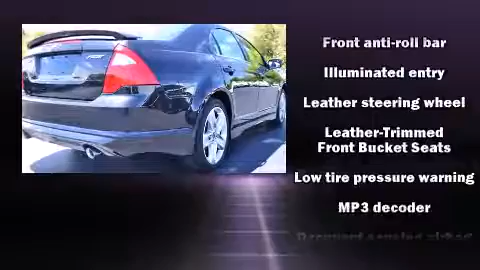 Front anti-roll bar
Illuminated entry
Leather steering wheel
Leather-Trimmed
Front Bucket Seats
Low tire pressure warning
MP3 decoder